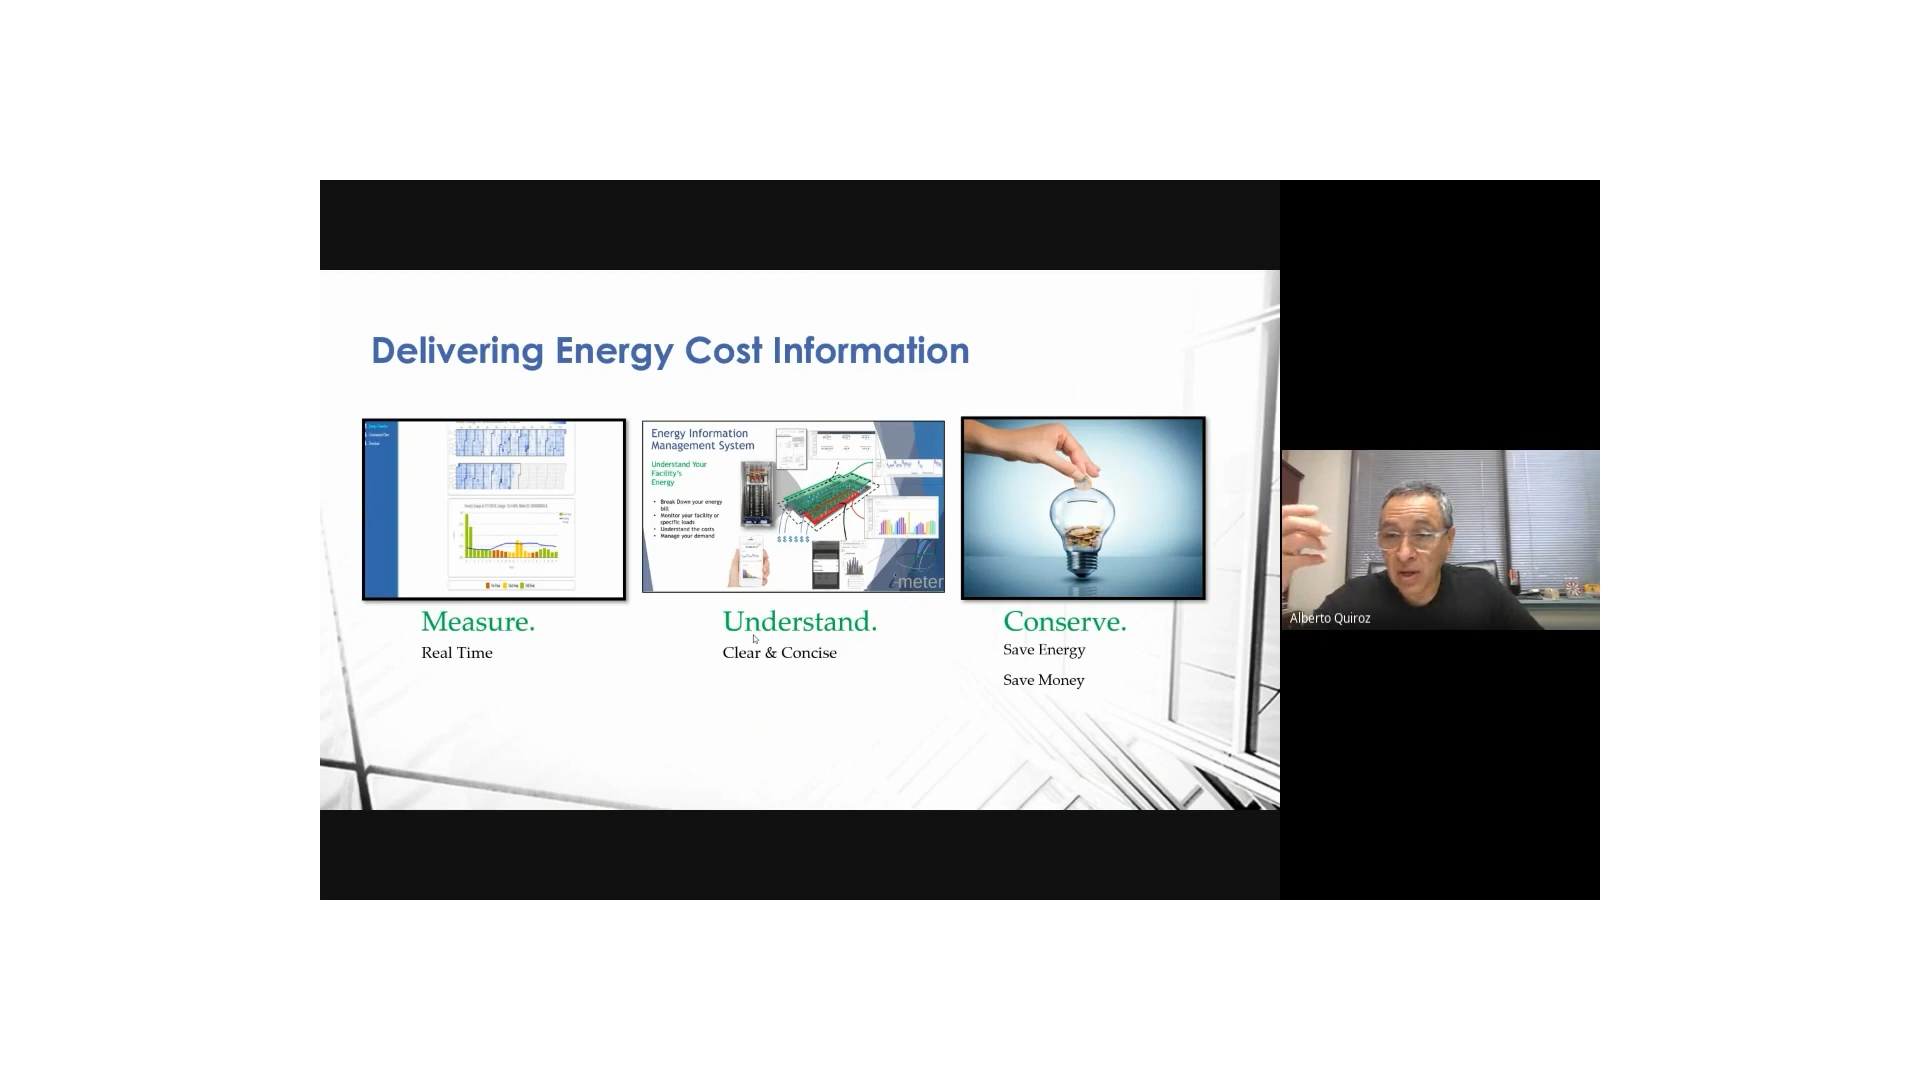 Delivering Energy Cost Information
Energy Information
Management System
Understand Your
Facility's
Energy
• Break Down your energy
bill
• Monitor your facility or
specific loads
• Understand the costs
• Manage your demand
$$$$$$
meter
Measure.
Real Time
Understand.
Clear & Concise
Conserve.
Save Energy
Save Money
Alberto Quiroz